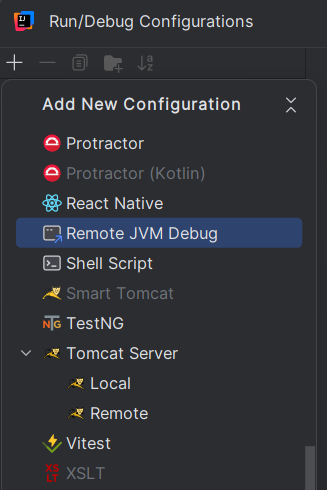 Run/Debug Configurations
Add New Configuration
Protractor
Protractor (Kotlin)
React Native
Remote JVM Debug
Shell Script
Smart Tomcat
TestNG
Tomcat Server
Local
Remote
Vitest
XSLT